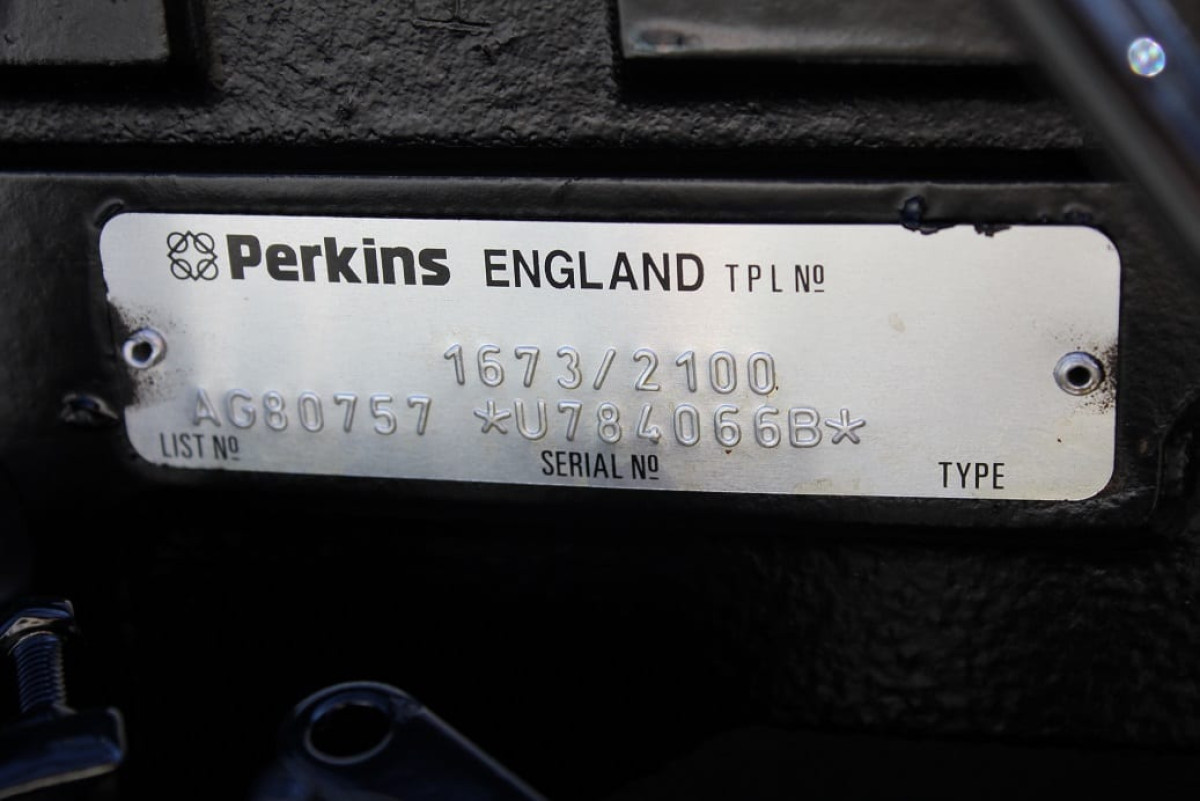 Perkins ENGLAND TPL Nº
1673/2100
AG80757 *U784066B*
LIST Nº SERIAL Nº TYPE